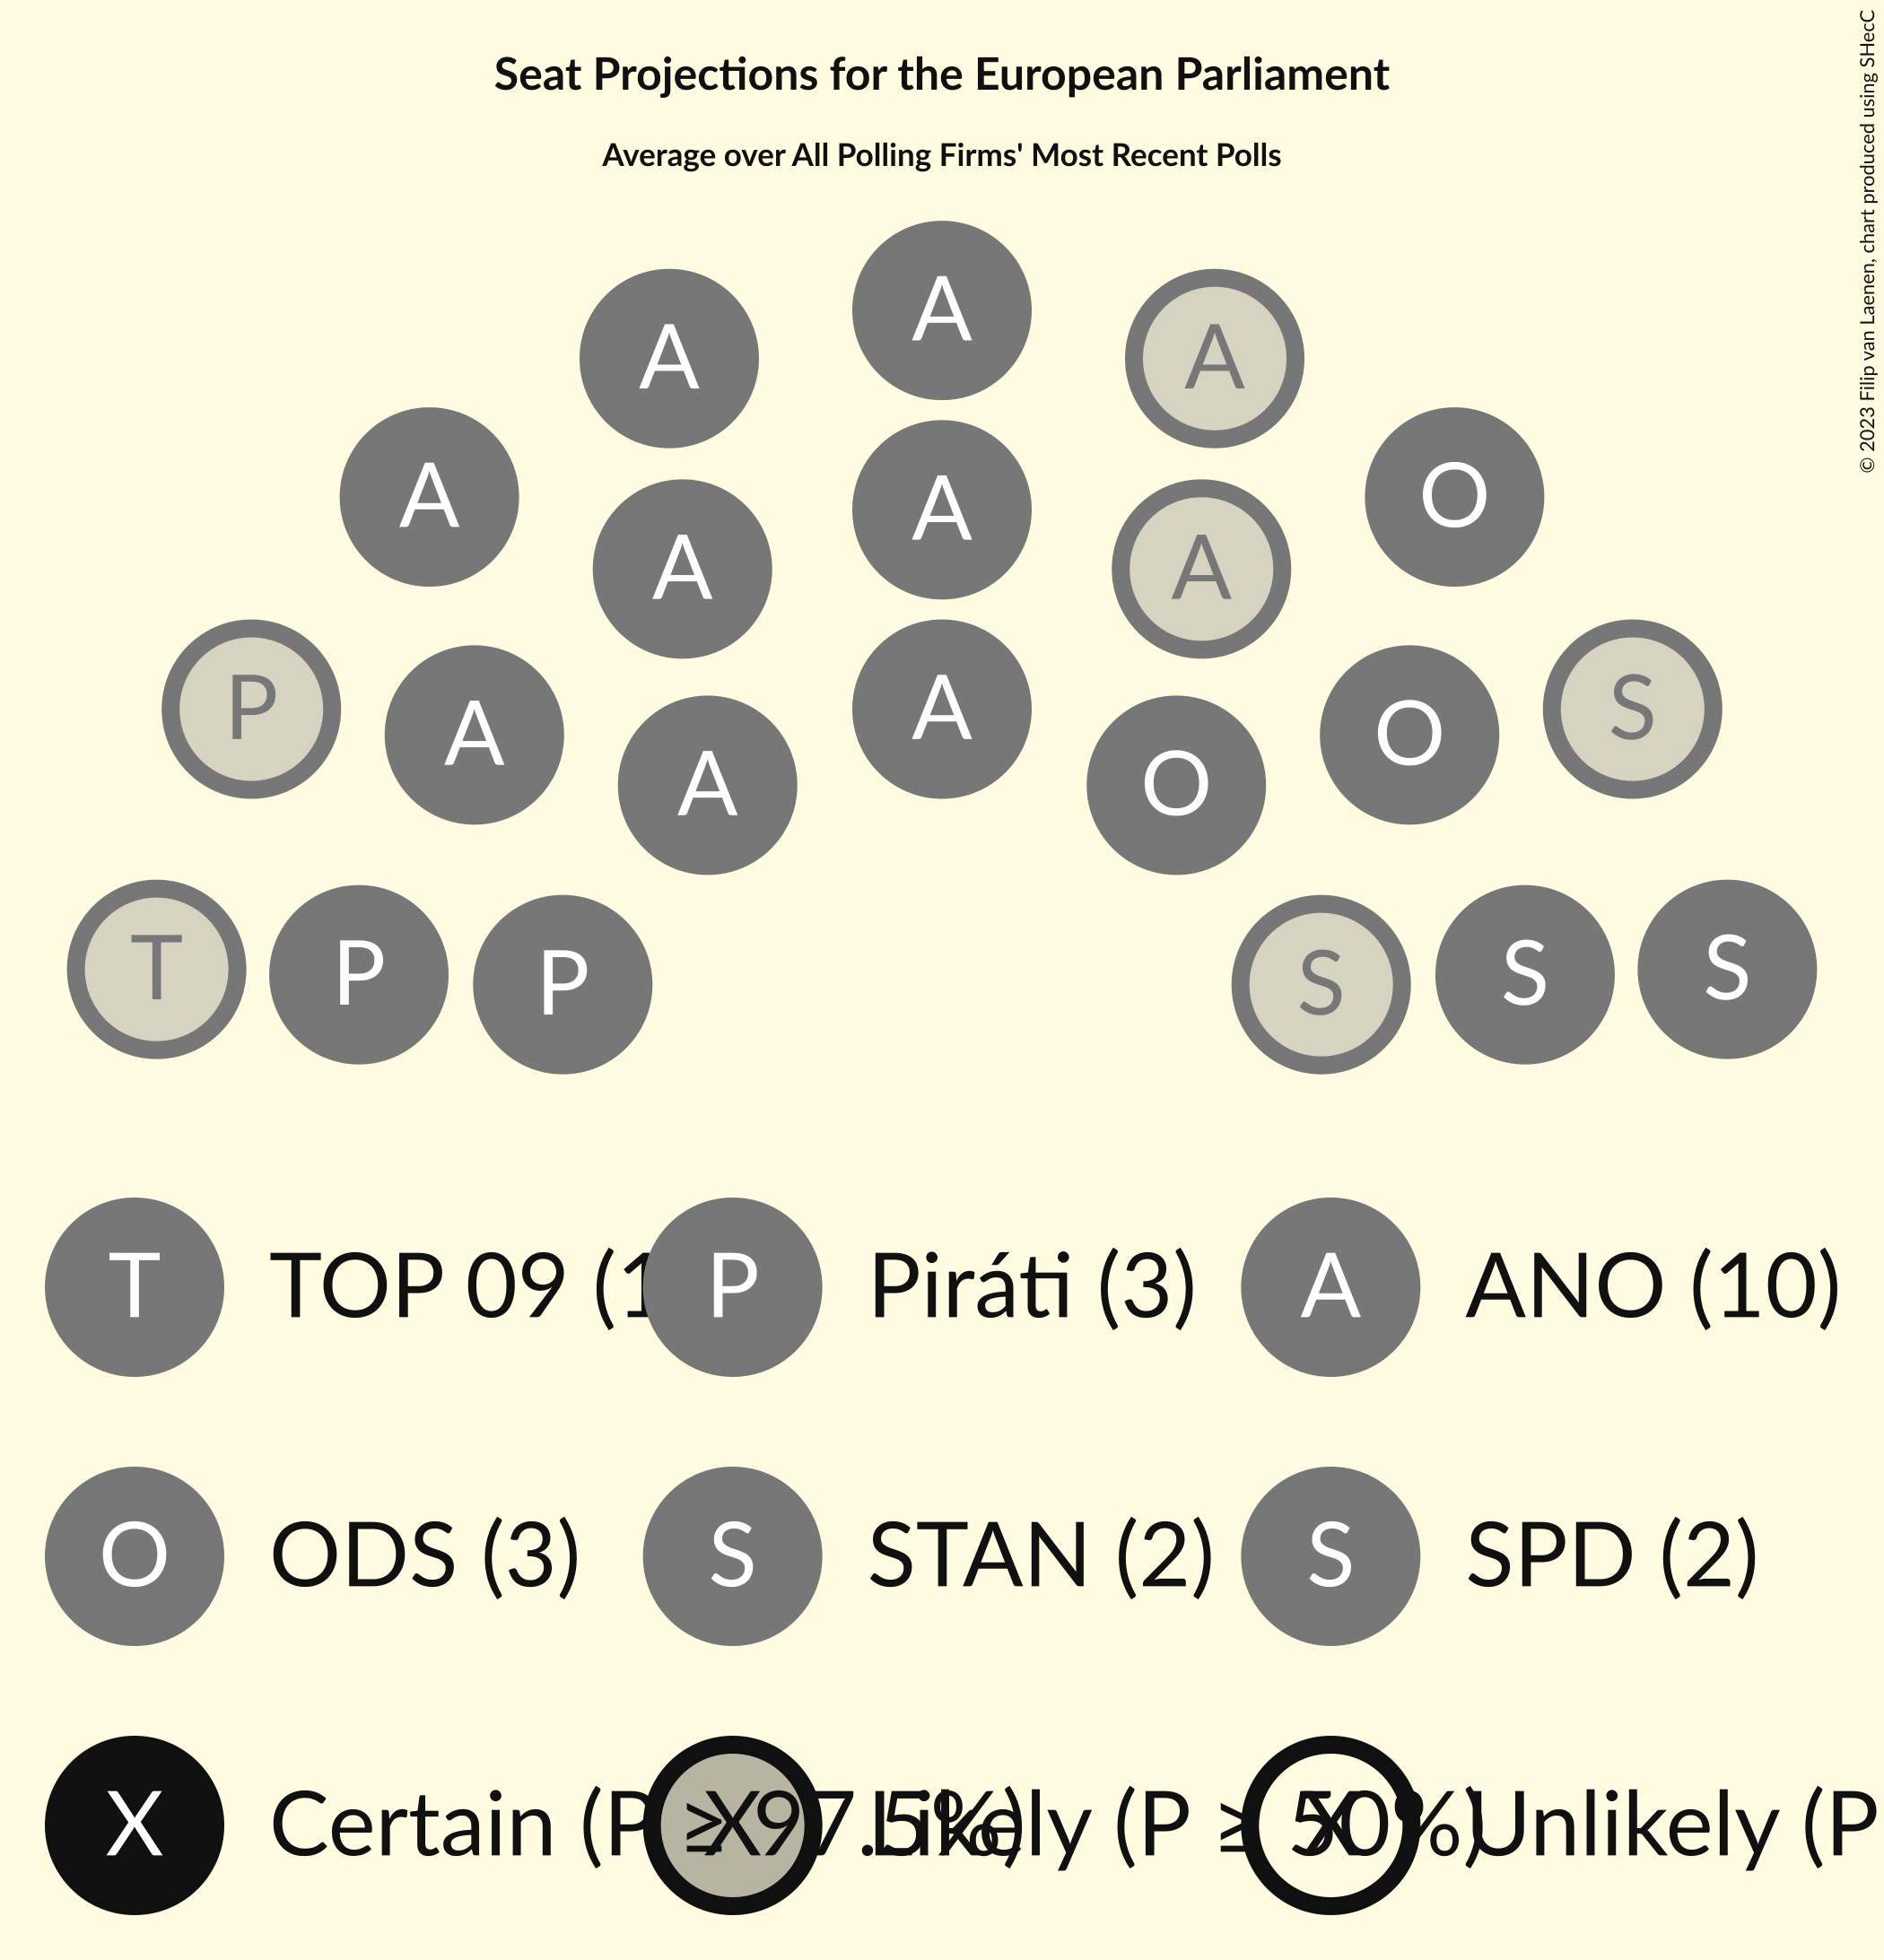 Seat Projections for the European Parliament
Average over All Polling Firms' Most Recent Polls
© 2023 Filip van Laenen, chart produced using SHecC
A
A
A
A
A
O
A
A
P
S
A
O
A
A
O
T
P
P
S
S
S
T TOP 09 (1
P Piráti (3)
A ANO (10)
O ODS (3)
S STAN (2)
S SPD (2)
X Certain (P ≥ 97.5%)
X Likely (P ≥ 50%)
X Unlikely (P